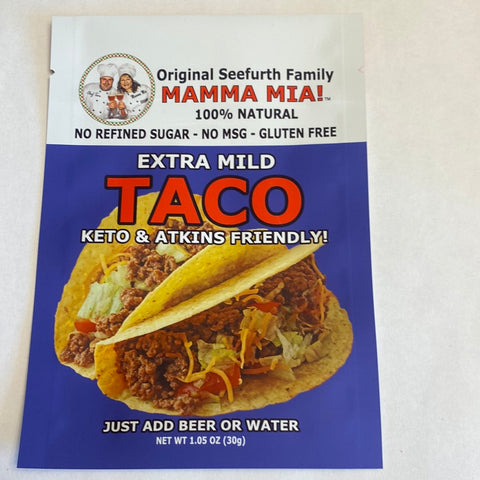 Original Seefurth Family
MAMMA MIA!™
100% NATURAL
NO REFINED SUGAR - NO MSG - GLUTEN FREE
EXTRA MILD
TACO
KETO & ATKINS FRIENDLY!
JUST ADD BEER OR WATER
NET WT 1.05 OZ (30g)